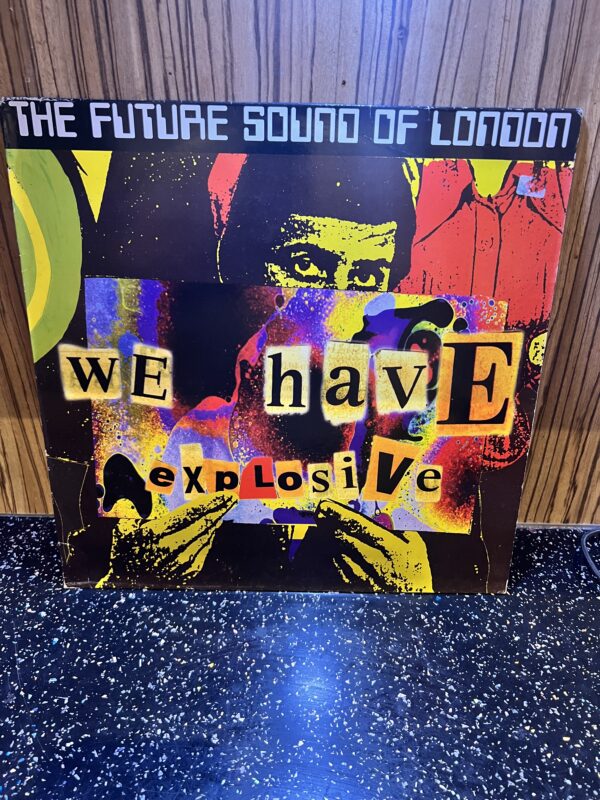 THE FUTURE SOUND OF LONDON
WE havE
explosiVe